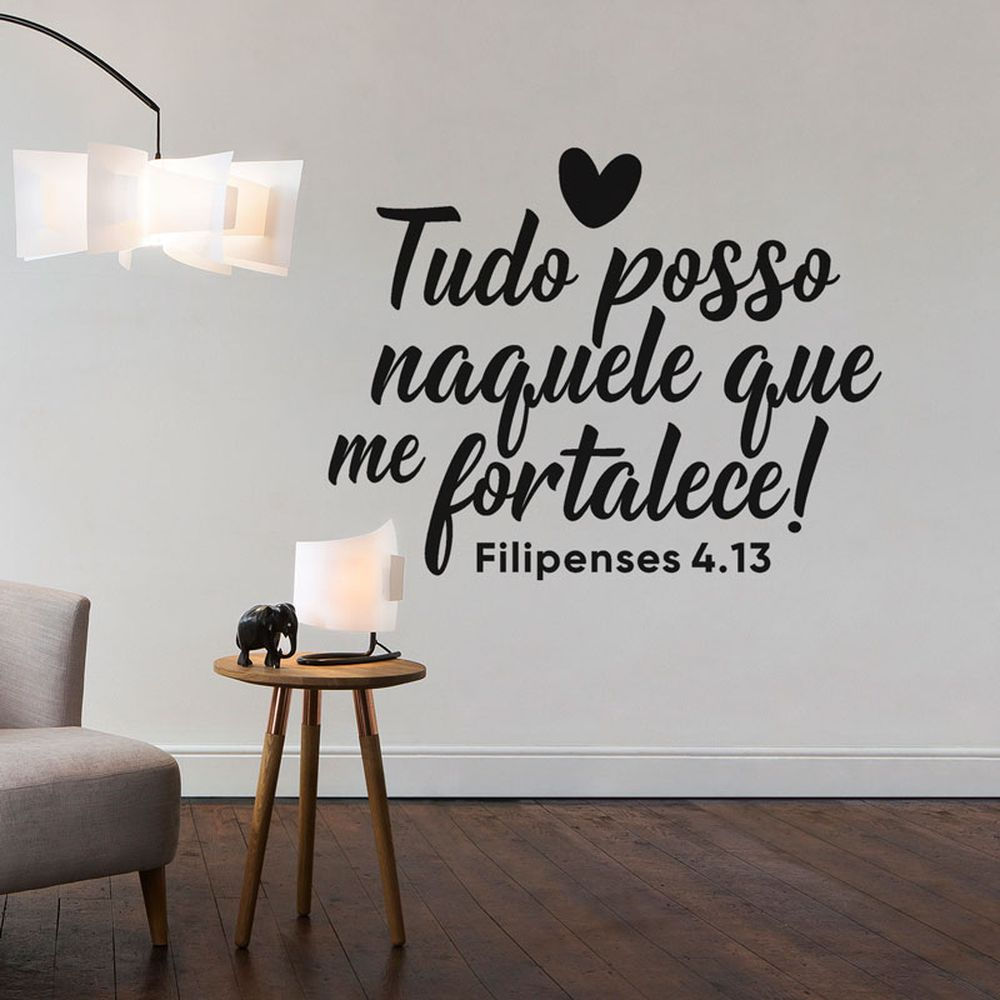 Tudo posso
naquele que
me fortalece!
Filipenses 4.13